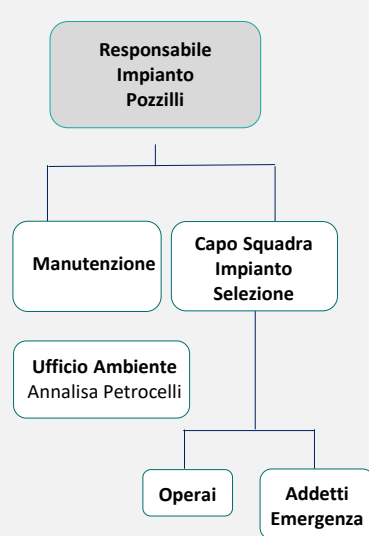 Responsabile
Impianto
Pozzilli
Manutenzione
Capo Squadra
Impianto
Selezione
Ufficio Ambiente
Annalisa Petrocelli
Operai
Addetti
Emergenza